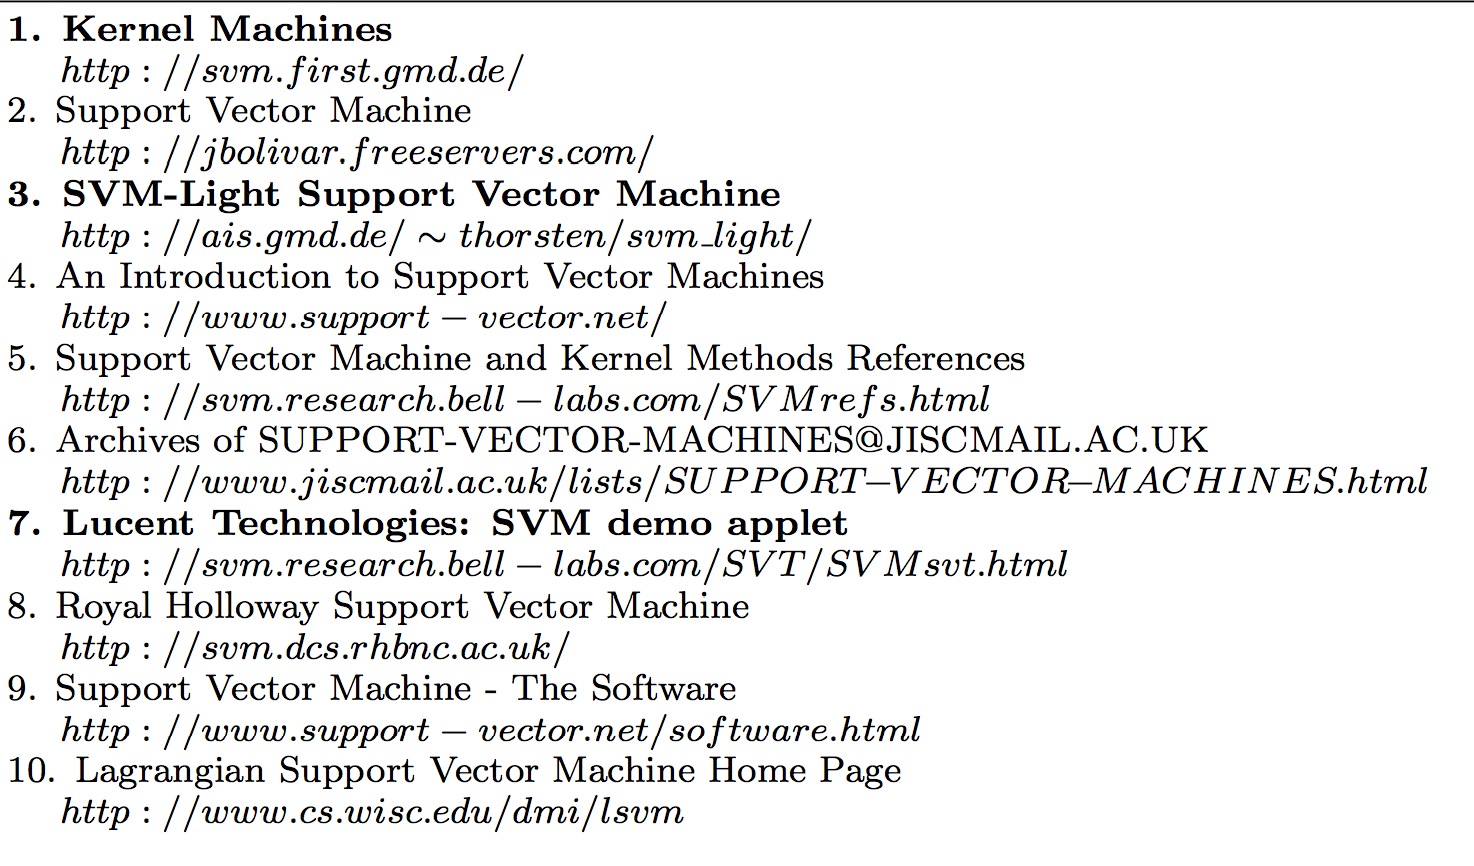 1. Kernel Machines
http : //svm.first.gmd.de/
2. Support Vector Machine
http : //jbolivar.freeservers.com/
3. SVM-Light Support Vector Machine
http : //ais.gmd.de/ ∼ thorsten/svm_light/
4. An Introduction to Support Vector Machines
http : //www.support − vector.net/
5. Support Vector Machine and Kernel Methods References
http : //svm.research.bell − labs.com/SVMrefs.html
6. Archives of SUPPORT-VECTOR-MACHINES@JISCMAIL.AC.UK
http : //www.jiscmail.ac.uk/lists/SUPPORT−VECTOR−MACHINES.html
7. Lucent Technologies: SVM demo applet
http : //svm.research.bell − labs.com/SVT/SVMsvt.html
8. Royal Holloway Support Vector Machine
http : //svm.dcs.rhbnc.ac.uk/
9. Support Vector Machine - The Software
http : //www.support − vector.net/software.html
10. Lagrangian Support Vector Machine Home Page
http : //www.cs.wisc.edu/dmi/lsvm